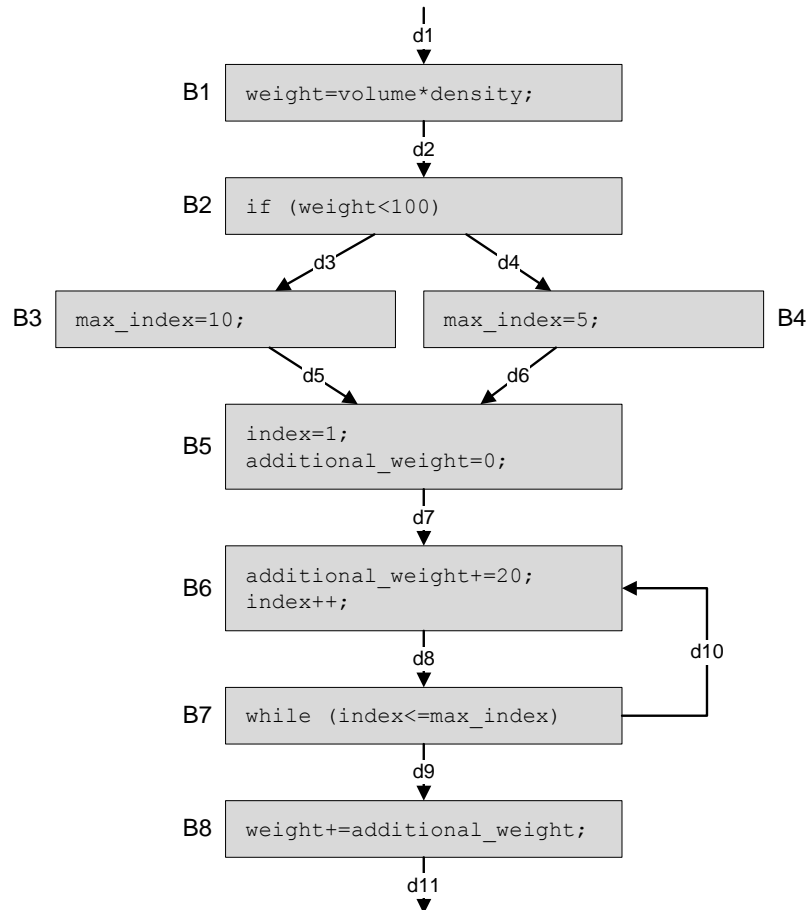 d1
B1
weight=volume*density;
d2
B2
if (weight<100)
d3
d4
B3
max_index=10;
max_index=5;
B4
d5
d6
B5
index=1;
additional_weight=0;
d7
B6
additional_weight+=20;
index++;
d8
d10
B7
while (index<=max_index)
d9
B8
weight+=additional_weight;
d11